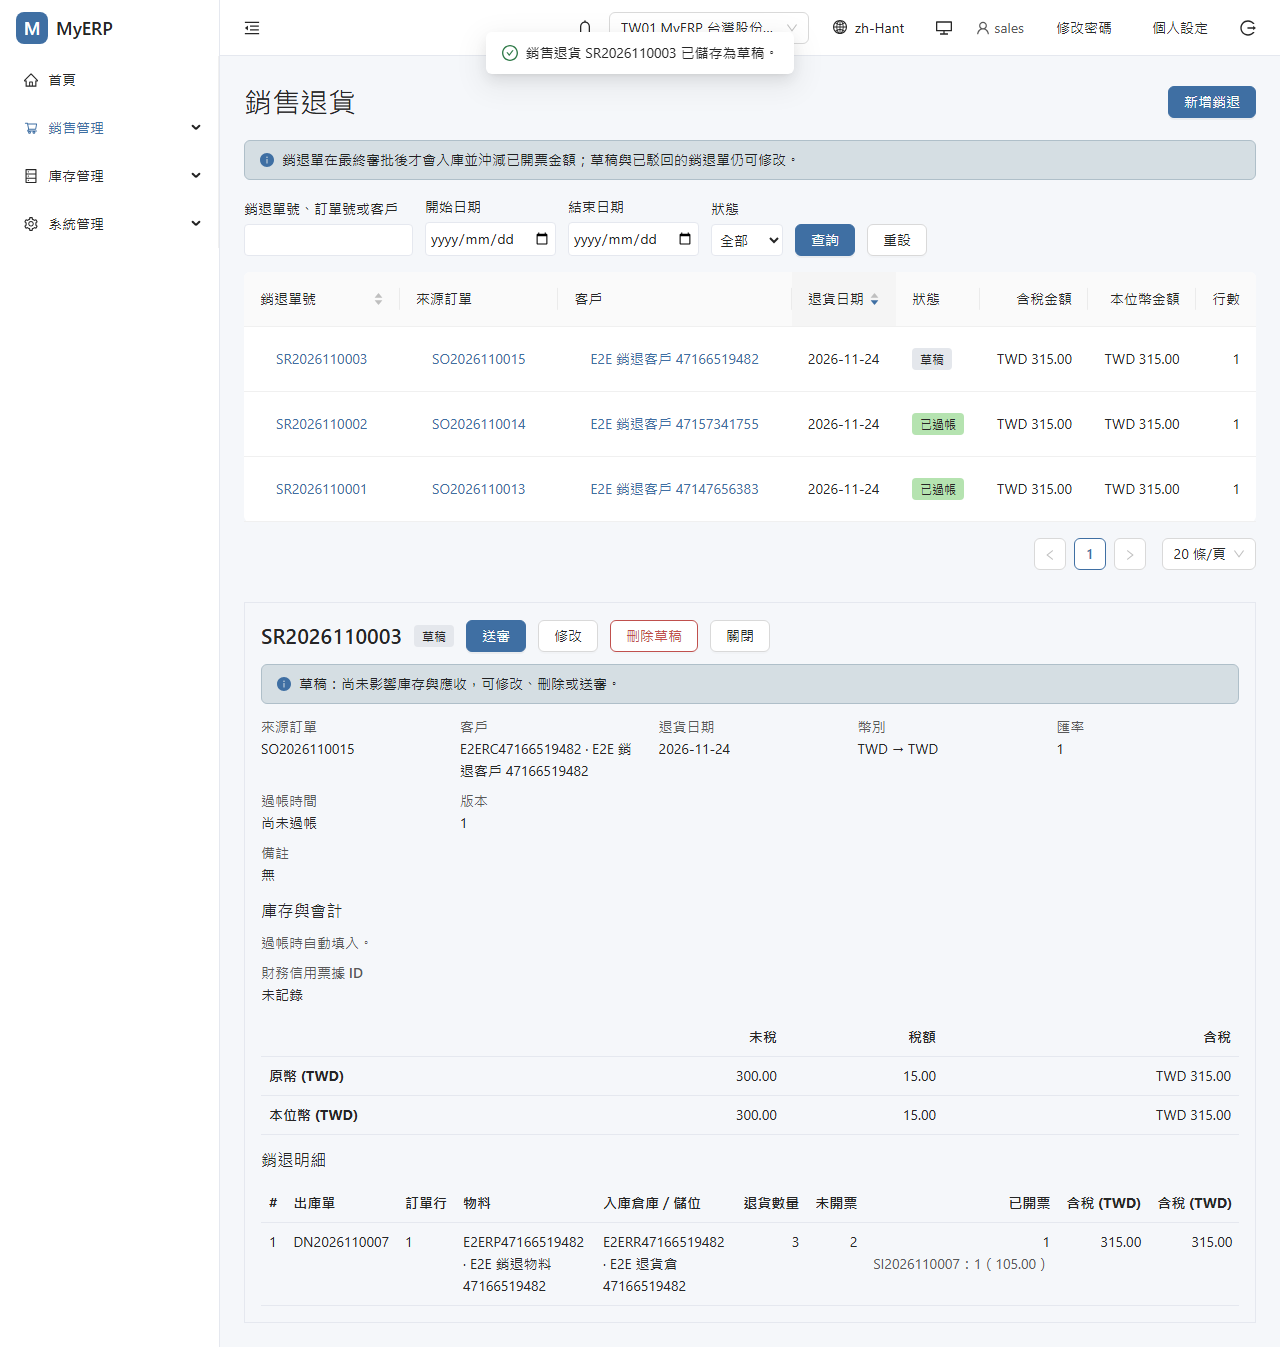 M MyERP
TW01 MyERP 台灣股份...
zh-Hant
sales
修改密碼
個人設定
銷售退貨 SR2026110003 已儲存為草稿。
首頁
銷售管理
庫存管理
系統管理
銷售退貨
新增銷退
銷退單在最終審批後才會入庫並沖減已開票金額；草稿與已駁回的銷退單仍可修改。
銷退單號、訂單號或客戶 開始日期 結束日期 狀態
yyyy/mm/dd yyyy/mm/dd 全部 查詢 重設
銷退單號 來源訂單 客戶 退貨日期 狀態 含稅金額 本位幣金額 行數
SR2026110003 SO2026110015 E2E 銷退客戶 47166519482 2026-11-24 草稿 TWD 315.00 TWD 315.00 1
SR2026110002 SO2026110014 E2E 銷退客戶 47157341755 2026-11-24 已過帳 TWD 315.00 TWD 315.00 1
SR2026110001 SO2026110013 E2E 銷退客戶 47147656383 2026-11-24 已過帳 TWD 315.00 TWD 315.00 1
< 1 > 20 條/頁
SR2026110003 草稿 送審 修改 刪除草稿 關閉
草稿：尚未影響庫存與應收，可修改、刪除或送審。
來源訂單 客戶 退貨日期 幣別 匯率
SO2026110015 E2ERC47166519482 · E2E 銷 2026-11-24 TWD → TWD 1
退客戶 47166519482
過帳時間 版本
尚未過帳 1
備註
無
庫存與會計
過帳時自動填入。
財務信用票據 ID
未記錄
未稅 稅額 含稅
原幣 (TWD) 300.00 15.00 TWD 315.00
本位幣 (TWD) 300.00 15.00 TWD 315.00
銷退明細
# 出庫單 訂單行 物料 入庫倉庫 / 儲位 退貨數量 未開票 已開票 含稅 (TWD) 含稅 (TWD)
1 DN2026110007 1 E2ERP47166519482 E2ERR47166519482 3 2 1 315.00 315.00
· E2E 銷退物料 · E2E 退貨倉 SI2026110007：1（105.00）
47166519482 47166519482